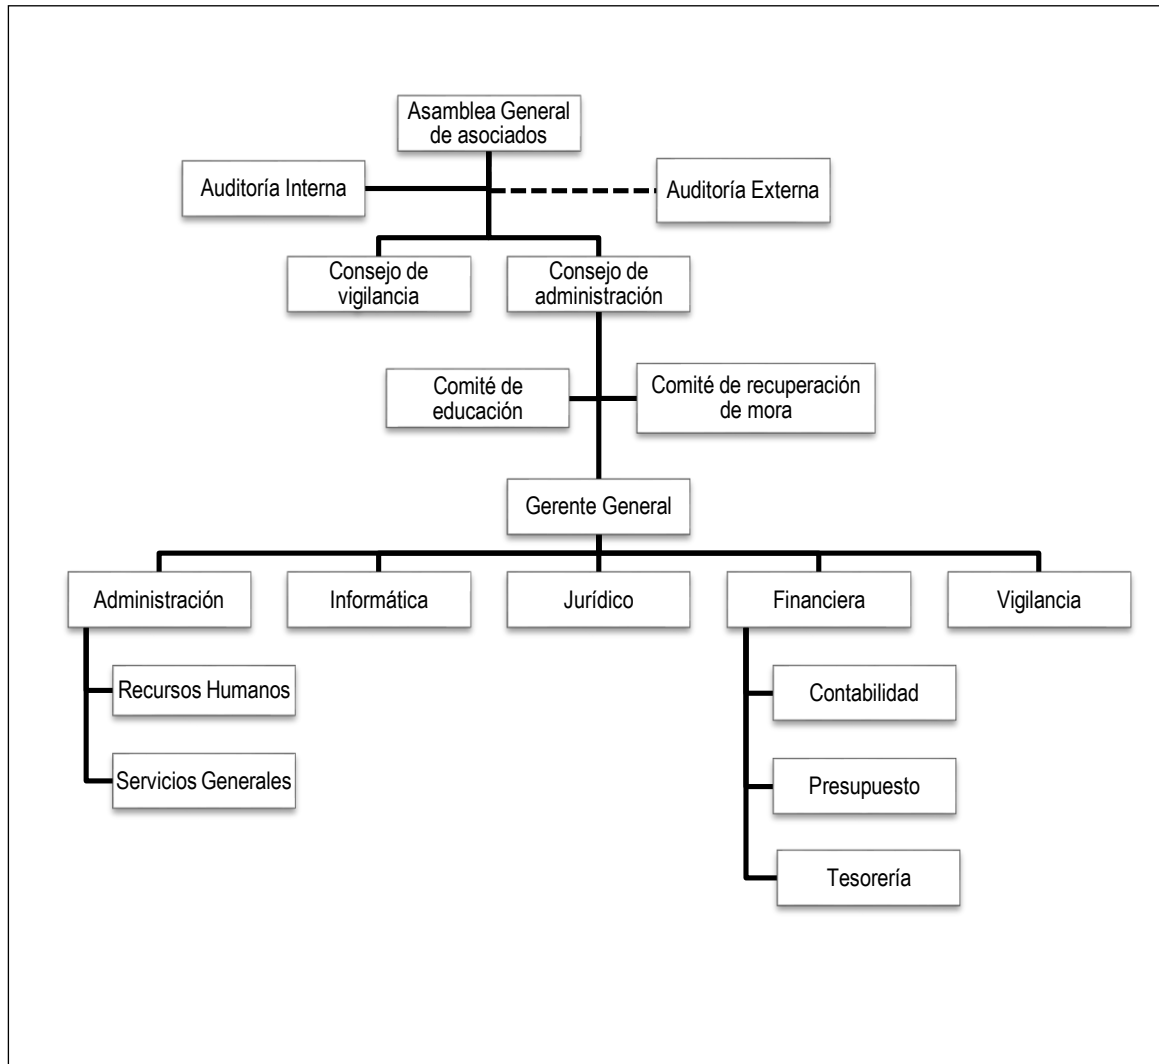 Asamblea General
de asociados
Auditoría Interna
Auditoría Externa
Consejo de
vigilancia
Consejo de
administración
Comité de
educación
Comité de recuperación
de mora
Gerente General
Administración
Informática
Jurídico
Financiera
Vigilancia
Recursos Humanos
Servicios Generales
Contabilidad
Presupuesto
Tesorería